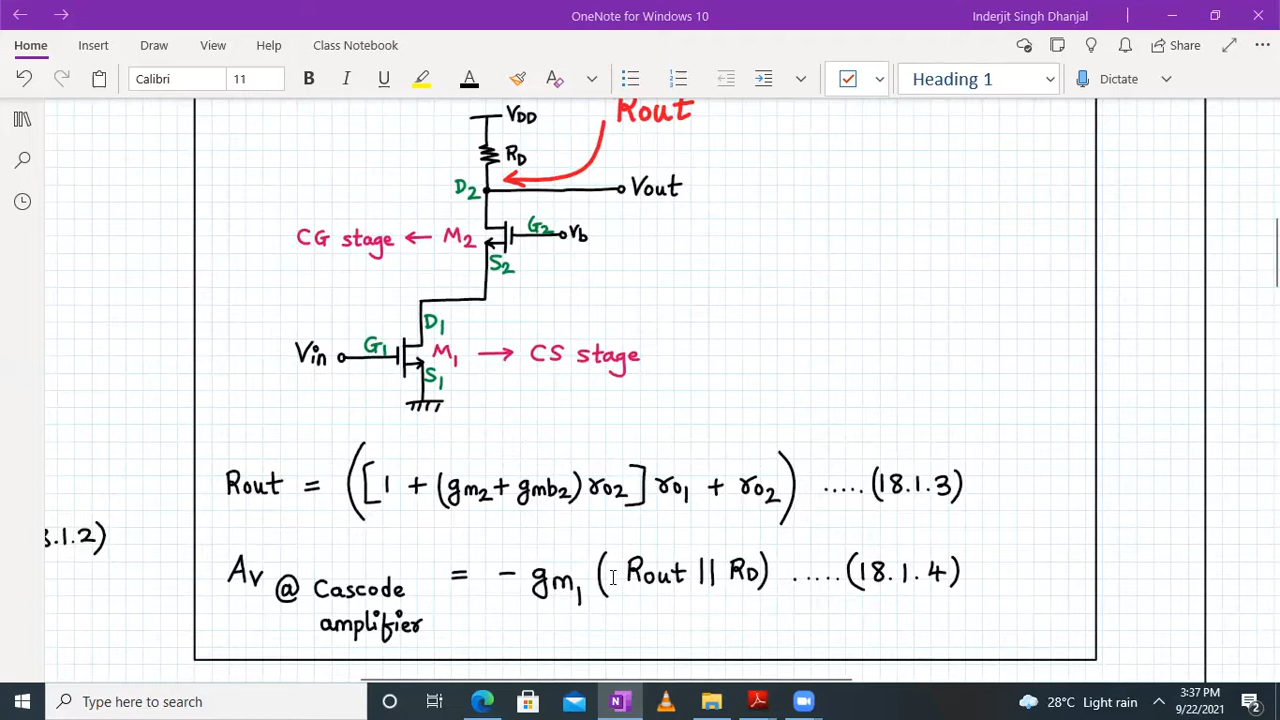 OneNote for Windows 10
Inderjit Singh Dhanjal
Home Insert Draw View Help Class Notebook
Share
Calibri 11 B I U A A Heading 1 Dictate
Rout
VDD
RD
D2
Vout
CG stage ← M2
G2
Vb
S2
D1
Vin
G1
M1 → CS stage
S1
Rout = ([1 + (gm2 + gmb2) ro2] ro1 + ro2) .....(18.1.3)
3.1.2)
Av @ Cascode = - gm1 ( Rout || RD) .....(18.1.4)
amplifier
Type here to search
N
28°C Light rain
3:37 PM
9/22/2021
2